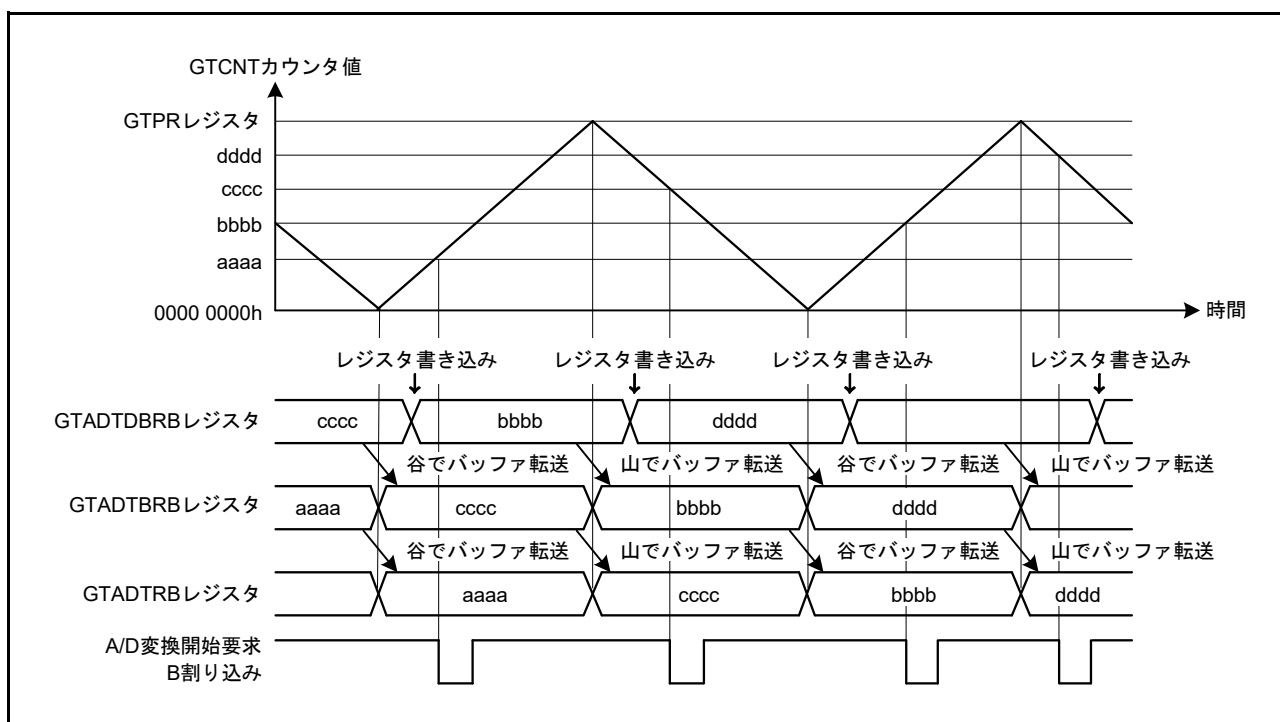 GTCNTカウンタ値
GTPRレジスタ
dddd
cccc
bbbb
aaaa
0000 0000h
時間
レジスタ書き込み レジスタ書き込み レジスタ書き込み レジスタ書き込み
GTADTDBRBレジスタ cccc bbbb dddd
谷でバッファ転送 山でバッファ転送 谷でバッファ転送 山でバッファ転送
GTADTBRBレジスタ aaaa cccc bbbb dddd
谷でバッファ転送 山でバッファ転送 谷でバッファ転送 山でバッファ転送
GTADTRBレジスタ aaaa cccc bbbb dddd
A/D変換開始要求
B割り込み